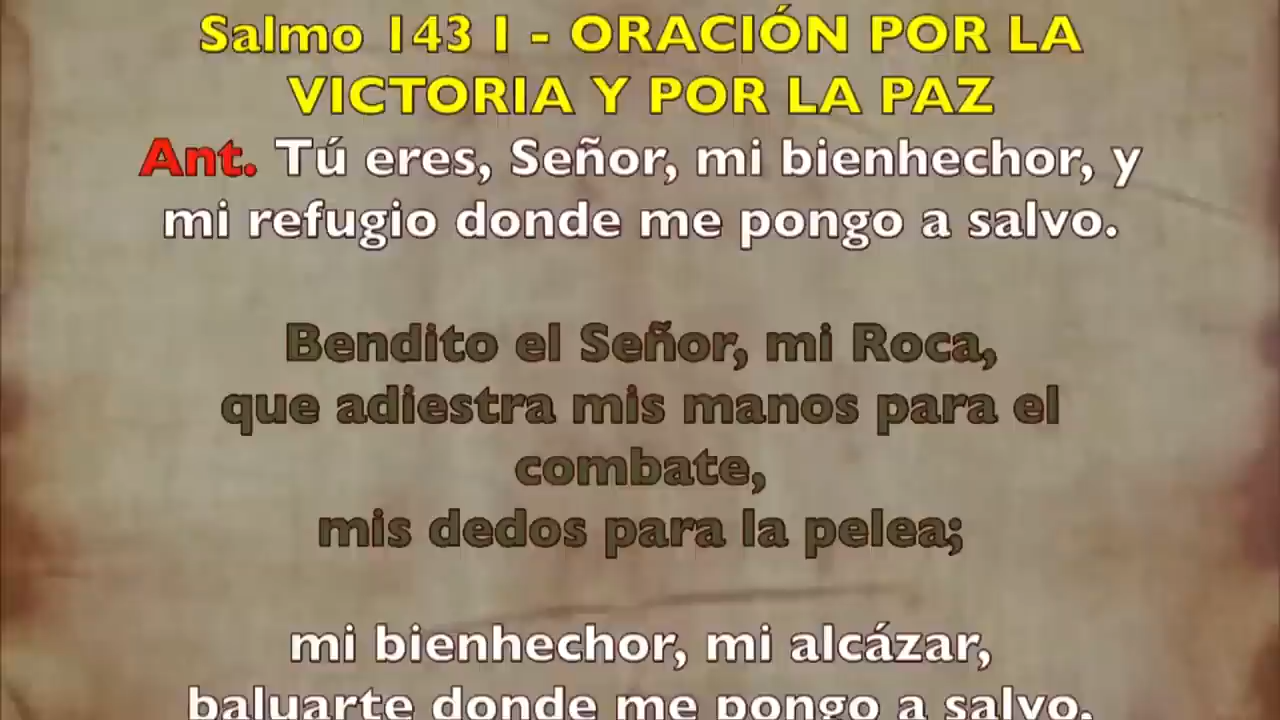 Salmo 143 I - ORACIÓN POR LA
VICTORIA Y POR LA PAZ
Ant. Tú eres, Señor, mi bienhechor, y
mi refugio donde me pongo a salvo.
Bendito el Señor, mi Roca,
que adiestra mis manos para el
combate,
mis dedos para la pelea;
mi bienhechor, mi alcázar,
baluarte donde me pongo a salvo,